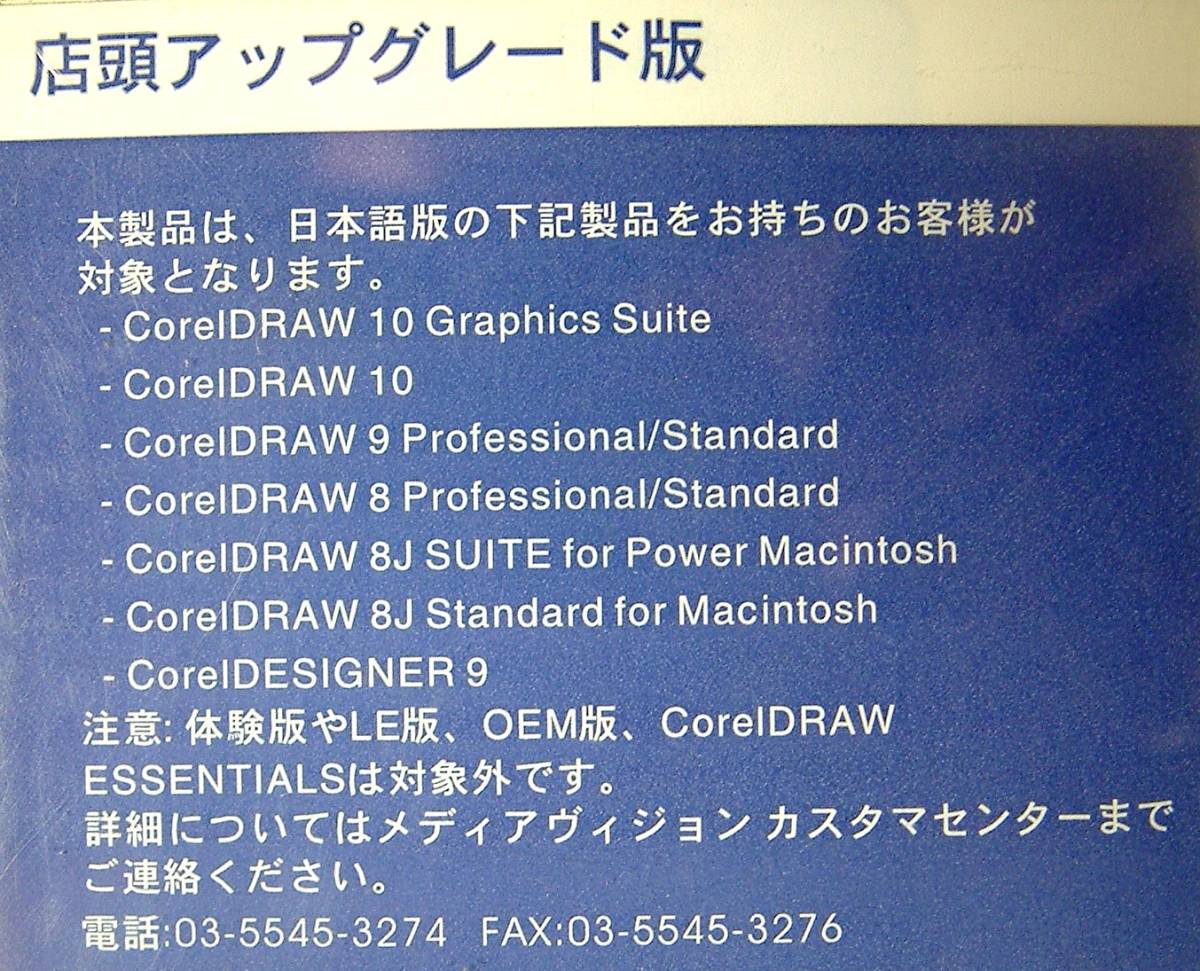 店頭アップグレード版
本製品は、日本語版の下記製品をお持ちのお客様が
対象となります。
- CorelDRAW 10 Graphics Suite
- CorelDRAW 10
- CorelDRAW 9 Professional/Standard
- CorelDRAW 8 Professional/Standard
- CorelDRAW 8J SUITE for Power Macintosh
- CorelDRAW 8J Standard for Macintosh
- CorelDESIGNER 9
注意: 体験版やLE版、OEM版、CorelDRAW
ESSENTIALSは対象外です。
詳細についてはメディアヴィジョン カスタマセンターまで
ご連絡ください。
電話:03-5545-3274 FAX:03-5545-3276